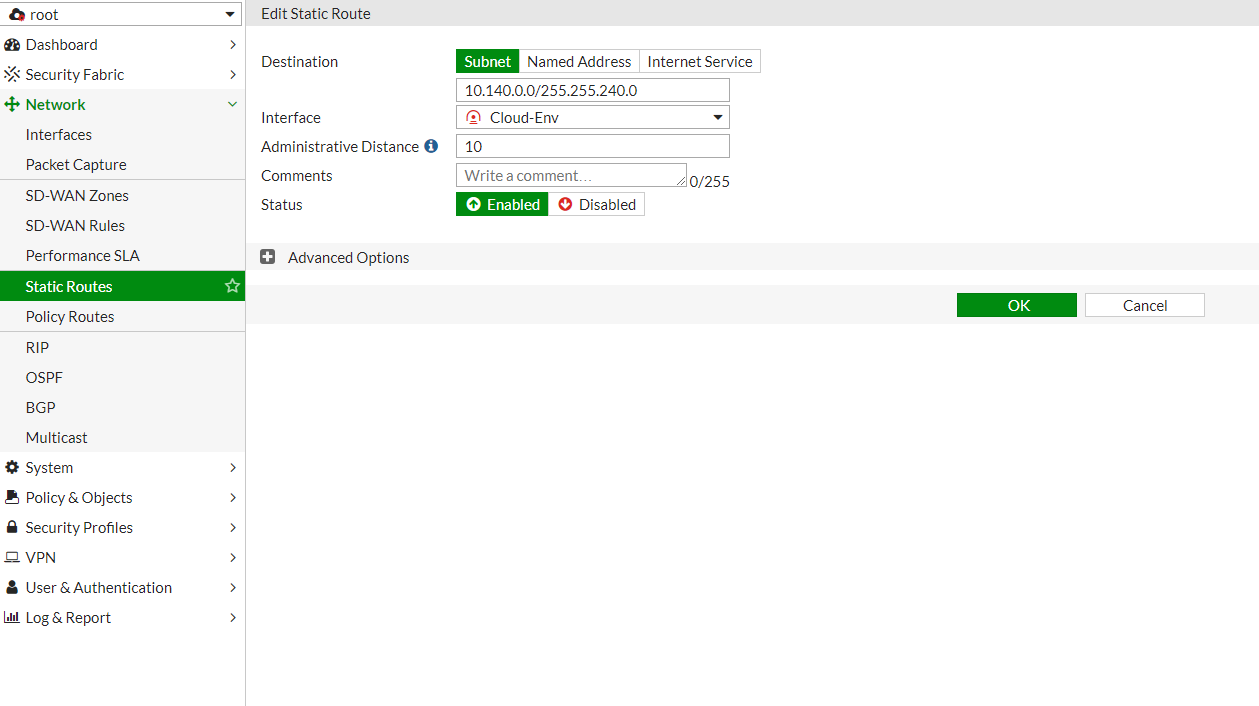 root
Dashboard
Security Fabric
Network
Interfaces
Packet Capture
SD-WAN Zones
SD-WAN Rules
Performance SLA
Static Routes
Policy Routes
RIP
OSPF
BGP
Multicast
System
Policy & Objects
Security Profiles
VPN
User & Authentication
Log & Report
Edit Static Route
Destination Subnet Named Address Internet Service
10.140.0.0/255.255.240.0
Interface Cloud-Env
Administrative Distance 10
Comments Write a comment... 0/255
Status Enabled Disabled
Advanced Options
OK Cancel